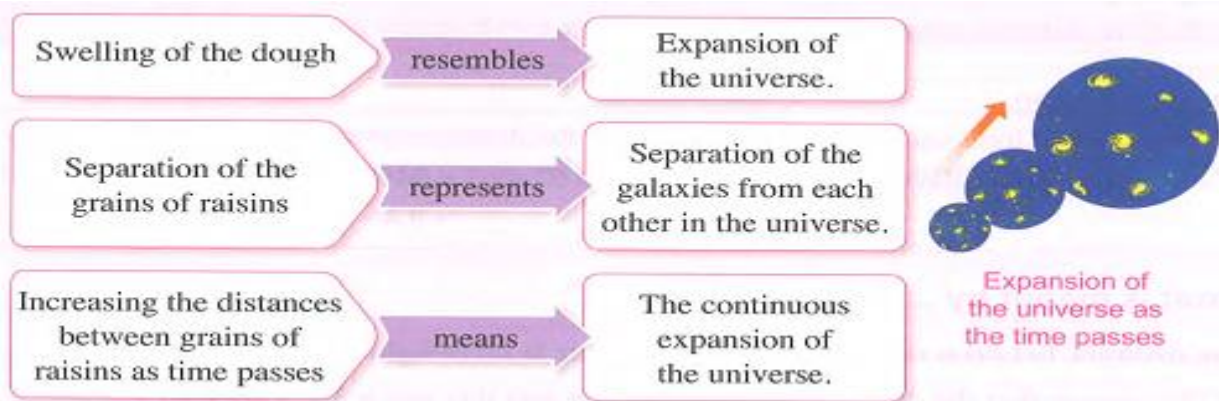 Swelling of the dough
resembles
Expansion of
the universe.
Separation of the
grains of raisins
represents
Separation of the
galaxies from each
other in the universe.
Increasing the distances
between grains of
raisins as time passes
means
The continuous
expansion of
the universe.
Expansion of
the universe as
the time passes